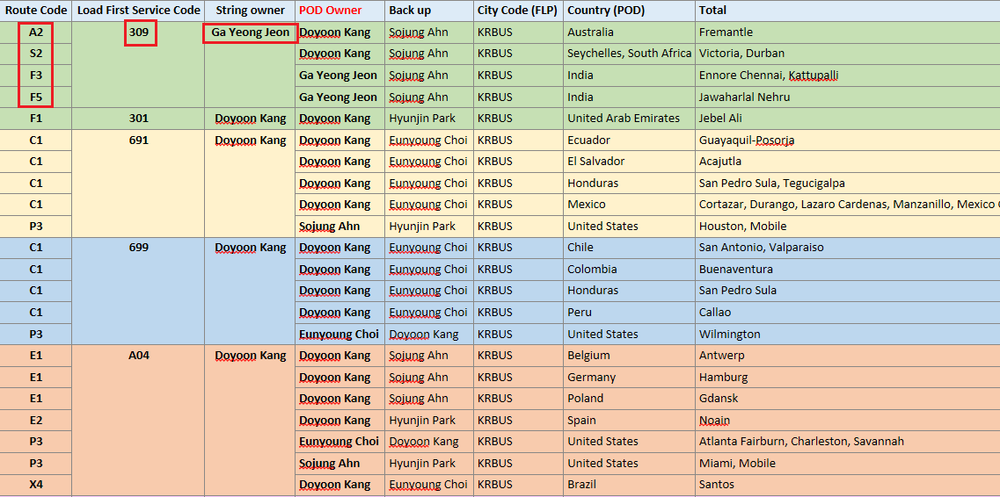 Route Code Load First Service Code String owner POD Owner Back up City Code (FLP) Country (POD) Total
A2 309 Ga Yeong Jeon Doyoon Kang Sojung Ahn KRBUS Australia Fremantle
S2 Doyoon Kang Sojung Ahn KRBUS Seychelles, South Africa Victoria, Durban
F3 Ga Yeong Jeon Sojung Ahn KRBUS India Ennore Chennai, Kattupalli
F5 Ga Yeong Jeon Sojung Ahn KRBUS India Jawaharlal Nehru
F1 301 Doyoon Kang Doyoon Kang Hyunjin Park KRBUS United Arab Emirates Jebel Ali
C1 691 Doyoon Kang Doyoon Kang Eunyoung Choi KRBUS Ecuador Guayaquil-Posorja
C1 Doyoon Kang Eunyoung Choi KRBUS El Salvador Acajutla
C1 Doyoon Kang Eunyoung Choi KRBUS Honduras San Pedro Sula, Tegucigalpa
C1 Doyoon Kang Eunyoung Choi KRBUS Mexico Cortazar, Durango, Lazaro Cardenas, Manzanillo, Mexico
P3 Sojung Ahn Hyunjin Park KRBUS United States Houston, Mobile
C1 699 Doyoon Kang Doyoon Kang Eunyoung Choi KRBUS Chile San Antonio, Valparaiso
C1 Doyoon Kang Eunyoung Choi KRBUS Colombia Buenaventura
C1 Doyoon Kang Eunyoung Choi KRBUS Honduras San Pedro Sula
C1 Doyoon Kang Eunyoung Choi KRBUS Peru Callao
P3 Eunyoung Choi Doyoon Kang KRBUS United States Wilmington
E1 A04 Doyoon Kang Doyoon Kang Sojung Ahn KRBUS Belgium Antwerp
E1 Doyoon Kang Sojung Ahn KRBUS Germany Hamburg
E1 Doyoon Kang Sojung Ahn KRBUS Poland Gdansk
E2 Doyoon Kang Hyunjin Park KRBUS Spain Noain
P3 Eunyoung Choi Doyoon Kang KRBUS United States Atlanta Fairburn, Charleston, Savannah
P3 Sojung Ahn Hyunjin Park KRBUS United States Miami, Mobile
X4 Doyoon Kang Eunyoung Choi KRBUS Brazil Santos